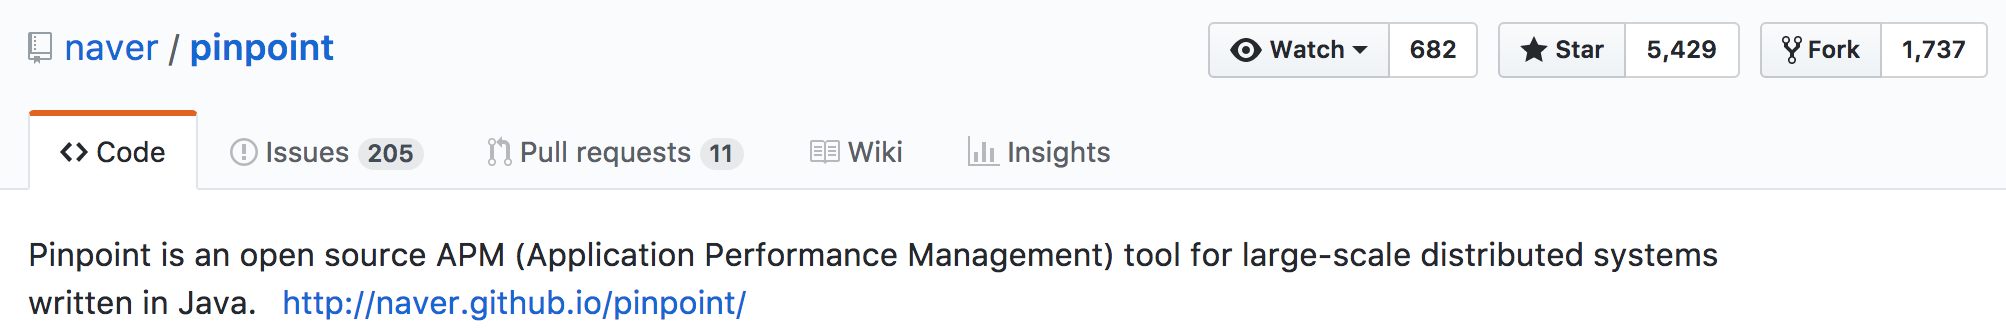 naver / pinpoint
Watch 682 Star 5,429 Fork 1,737
Code Issues 205 Pull requests 11 Wiki Insights
Pinpoint is an open source APM (Application Performance Management) tool for large-scale distributed systems
written in Java. http://naver.github.io/pinpoint/